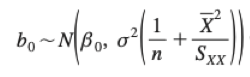 b₀ ~ N(β₀, σ²(1/n + X̅²/S_XX))